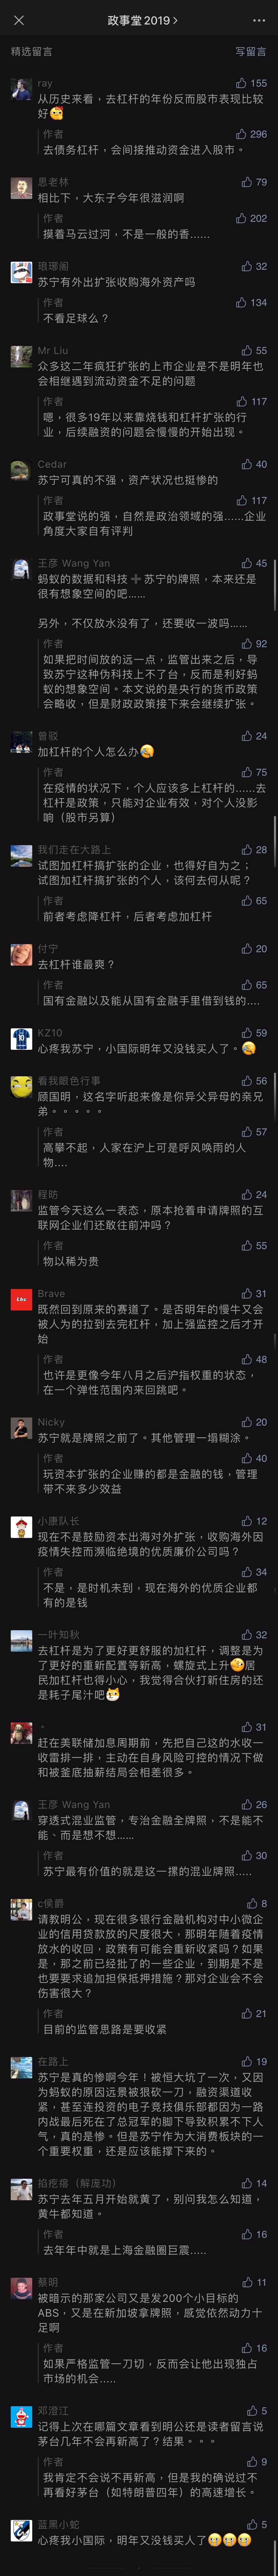 政事堂2019
精选留言
写留言
ray
155
从历史来看，去杠杆的年份反而股市表现比较
好
作者
296
去债务杠杆，会间接推动资金进入股市。
思老林
79
相比下，大东子今年很滋润啊
作者
202
摸着马云过河，不是一般的香……
琅琊阁
32
苏宁有外出扩张收购海外资产吗
作者
134
不看足球么？
Mr Liu
55
众多这二年疯狂扩张的上市企业是不是明年也
会相继遇到流动资金不足的问题
作者
117
嗯，很多19年以来靠烧钱和杠杆扩张的行
业，后续融资的问题会慢慢的开始出现。
Cedar
40
苏宁可真的不强，资产状况也挺惨的
作者
117
政事堂说的强，自然是政治领域的强……企业
角度大家自有评判
王彦 Wang Yan
45
蚂蚁的数据和科技➕苏宁的牌照，本来还是
很有想象空间的吧……
另外，不仅放水没有了，还要收一波吗……
作者
92
如果把时间放的远一点，监管出来之后，导
致苏宁这种伪科技上不了台，反而是利好蚂
蚁的想象空间。本文说的是央行的货币政策
会略收，但是财政政策接下来会继续扩张。
曾驳
24
加杠杆的个人怎么办
作者
75
在疫情的状况下，个人应该多上杠杆的……去
杠杆是政策，只能对企业有效，对个人没影
响（股市另算）
我们走在大路上
28
试图加杠杆搞扩张的企业，也得好自为之；
试图加杠杆搞扩张的个人，该何去何从呢？
作者
65
前者考虑降杠杆，后者考虑加杠杆
付宁
20
去杠杆谁最爽？
作者
65
国有金融以及能从国有金融手里借到钱的....
KZ10
59
心疼我苏宁，小国际明年又没钱买人了。
看我眼色行事
56
顾国明，这名字听起来像是你异父异母的亲兄
弟。。。。。
作者
57
高攀不起，人家在沪上可是呼风唤雨的人
物....
程昉
24
监管今天这么一表态，原本抢着申请牌照的互
联网企业们还敢往前冲吗？
作者
55
物以稀为贵
Brave
31
既然回到原来的赛道了。是否明年的慢牛又会
被人为的拉到去完杠杆，加上强监控之后才开
始
作者
48
也许是更像今年八月之后沪指权重的状态，
在一个弹性范围内来回跳吧。
Nicky
20
苏宁就是牌照之前了。其他管理一塌糊涂。
作者
40
玩资本扩张的企业赚的都是金融的钱，管理
带不来多少效益
小康队长
12
现在不是鼓励资本出海对外扩张，收购海外因
疫情失控而濒临绝境的优质廉价公司吗？
作者
34
不是，是时机未到，现在海外的优质企业都
有的是钱
一叶知秋
32
去杠杆是为了更好更舒服的加杠杆，调整是为
了更好的重新配置等新高，螺旋式上升居
民加杠杆也得小心，我觉得合伙打新住房的还
是耗子尾汁吧
。
31
赶在美联储加息周期前，先把自己这的水收一
收雷排一排，主动在自身风险可控的情况下做
和被釜底抽薪结局会相差很多。
王彦 Wang Yan
26
穿透式混业监管，专治金融全牌照，不是能不
能、而是想不想……
作者
30
苏宁最有价值的就是这一摞的混业牌照.....
c侯爵
8
请教明公，现在很多银行金融机构对中小微企
业的信用贷款放的尺度很大，那明年随着疫情
放水的收回，政策有可能会重新收紧吗？如果
是，那之前已经批了的一些企业，到期是不是
也要要求追加担保抵押措施？那对企业会不会
伤害很大？
作者
21
目前的监管思路是要收紧
在路上
19
苏宁是真的惨啊今年！被恒大坑了一次，又因
为蚂蚁的原因远景被狠砍一刀，融资渠道收
紧，甚至连投资的电子竞技俱乐部都因为一路
内战最后死在了总冠军的脚下导致积累不下人
气，真的是惨。但是苏宁作为大消费板块的一
个重要权重，还是应该能撑下来的。
掐疙瘩（解庞功）
14
苏宁去年五月开始就黄了，别问我怎么知道，
黄牛都知道。
作者
16
去年年中就是上海金融圈巨震.....
蔡明
11
被暗示的那家公司又是发200个小目标的
ABS，又是在新加坡拿牌照，感觉依然动力十
足啊
作者
16
如果严格监管一刀切，反而会让他出现独占
市场的机会.....
邓澄江
5
记得上次在哪篇文章看到明公还是读者留言说
茅台几年不会再新高了？结果。。。
作者
9
我肯定不会说不再新高，但是我的确说过不
再看好茅台（如特朗普四年）的高速增长。
蓝黑小蛇
5
心疼我小国际，明年又没钱买人了